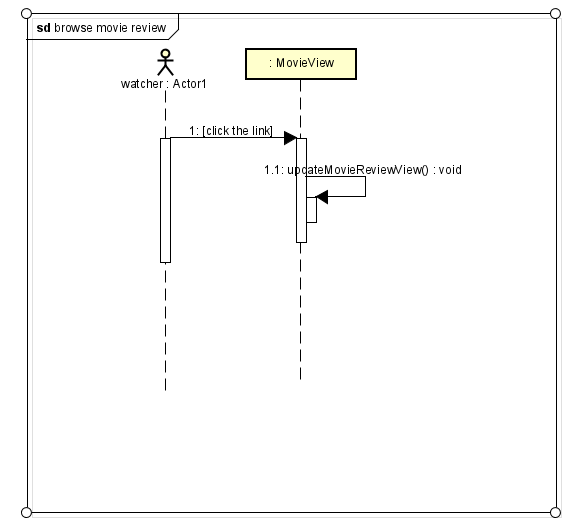 sd browse movie review
: MovieView
watcher : Actor1
1: [click the link]
1.1: updateMovieReviewView() : void